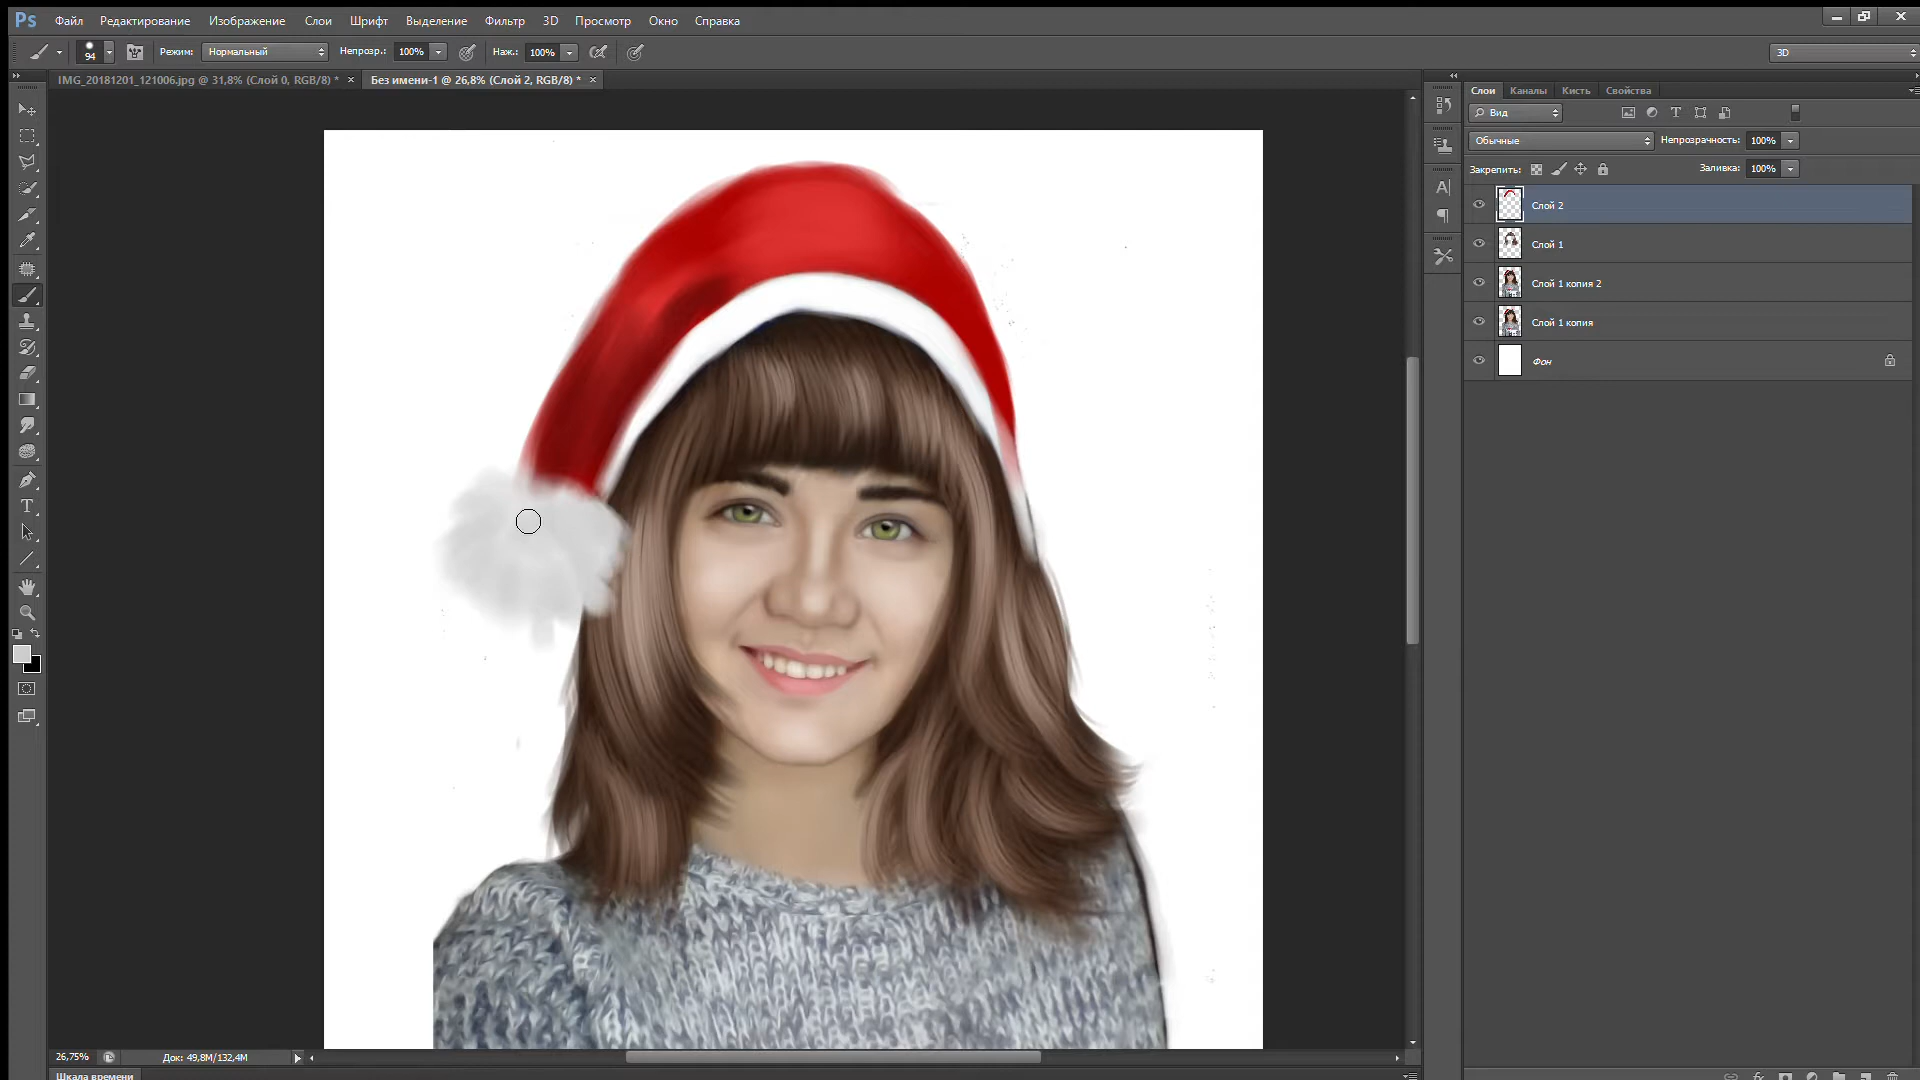 Ps Файл Редактирование Изображение Слои Шрифт Выделение Фильтр 3D Просмотр Окно Справка
94 Режим: Нормальный Непрозр.: 100% Наж.: 100% 3D
IMG_20181201_121006.jpg @ 31,8% (Слой 0, RGB/8) * × Без имени-1 @ 26,8% (Слой 2, RGB/8) * ×
Слои Каналы Кисть Свойства
Вид
Обычные Непрозрачность: 100%
Закрепить: Заливка: 100%
Слой 2
Слой 1
Слой 1 копия 2
Слой 1 копия
Фон
26,75% Док: 49,8M/132,4M
Шкала времени